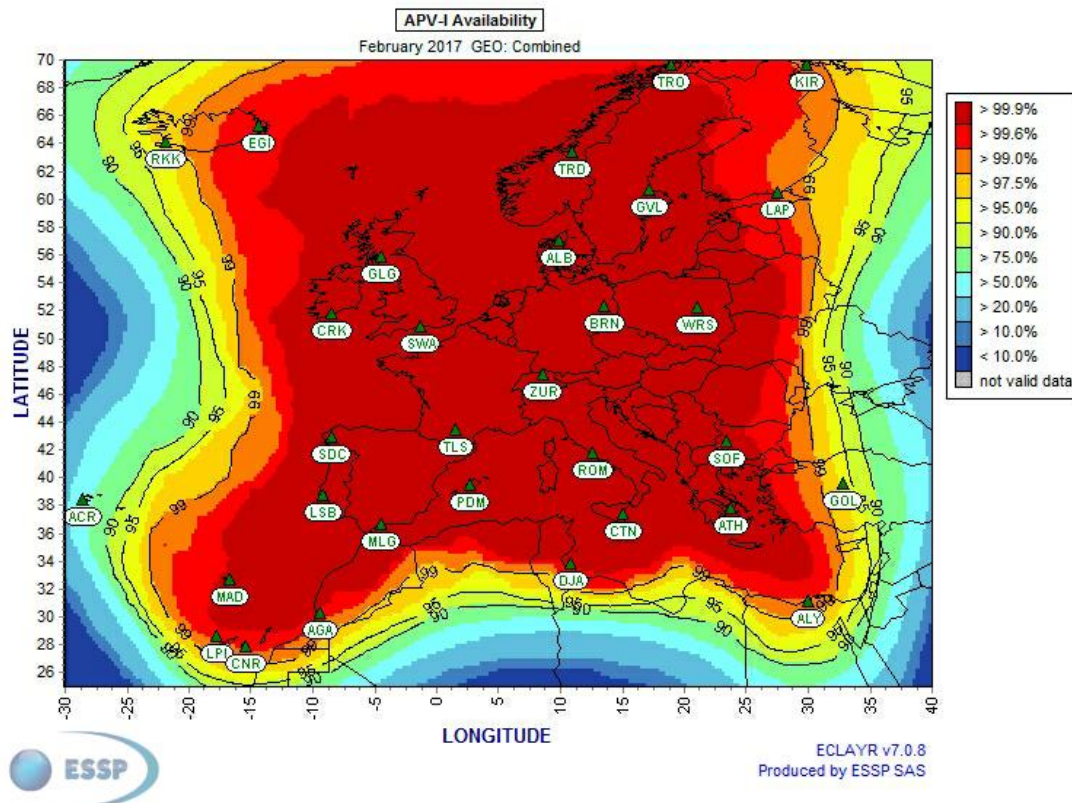 APV-I Availability
February 2017 GEO: Combined
LATITUDE
70
68
66
64
62
60
58
56
54
52
50
48
46
44
42
40
38
36
34
32
30
28
26
TRO
KIR
EGI
RKK
TRD
GVL
LAP
ALB
GLG
CRK
SWA
BRN
WRS
ZUR
SDC
TLS
ROM
SOF
LSB
PDM
MLG
CTN
ATH
GOL
ACR
MAD
DJA
AGA
ALY
LPI
CNR
99
95
90
-30
-25
-20
-15
-10
-5
0
5
10
15
20
25
30
35
40
LONGITUDE
> 99.9%
> 99.6%
> 99.0%
> 97.5%
> 95.0%
> 90.0%
> 75.0%
> 50.0%
> 20.0%
> 10.0%
< 10.0%
not valid data
ESSP
ECLAYR v7.0.8
Produced by ESSP SAS